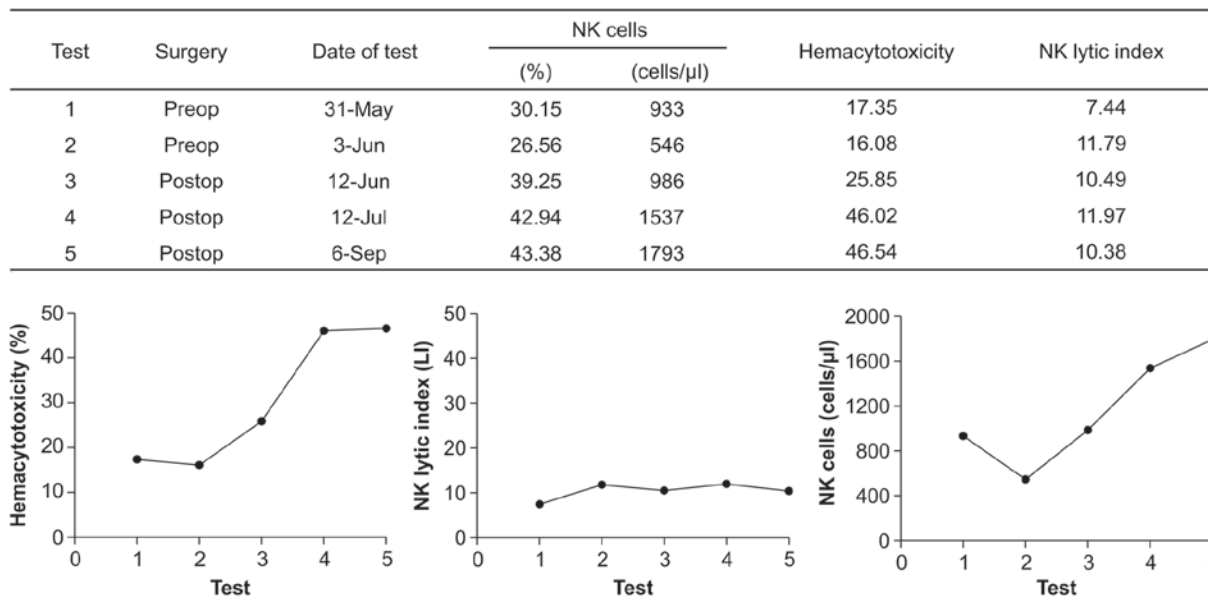 Test Surgery Date of test NK cells Hemacytotoxicity NK lytic index
(%) (cells/µl)
1 Preop 31-May 30.15 933 17.35 7.44
2 Preop 3-Jun 26.56 546 16.08 11.79
3 Postop 12-Jun 39.25 986 25.85 10.49
4 Postop 12-Jul 42.94 1537 46.02 11.97
5 Postop 6-Sep 43.38 1793 46.54 10.38
Hemacytotoxicity (%)
50
40
30
20
10
0
0 1 2 3 4 5
Test
NK lytic index (LI)
50
40
30
20
10
0
0 1 2 3 4 5
Test
NK cells (cells/µl)
2000
1600
1200
800
400
0
0 1 2 3 4
Test